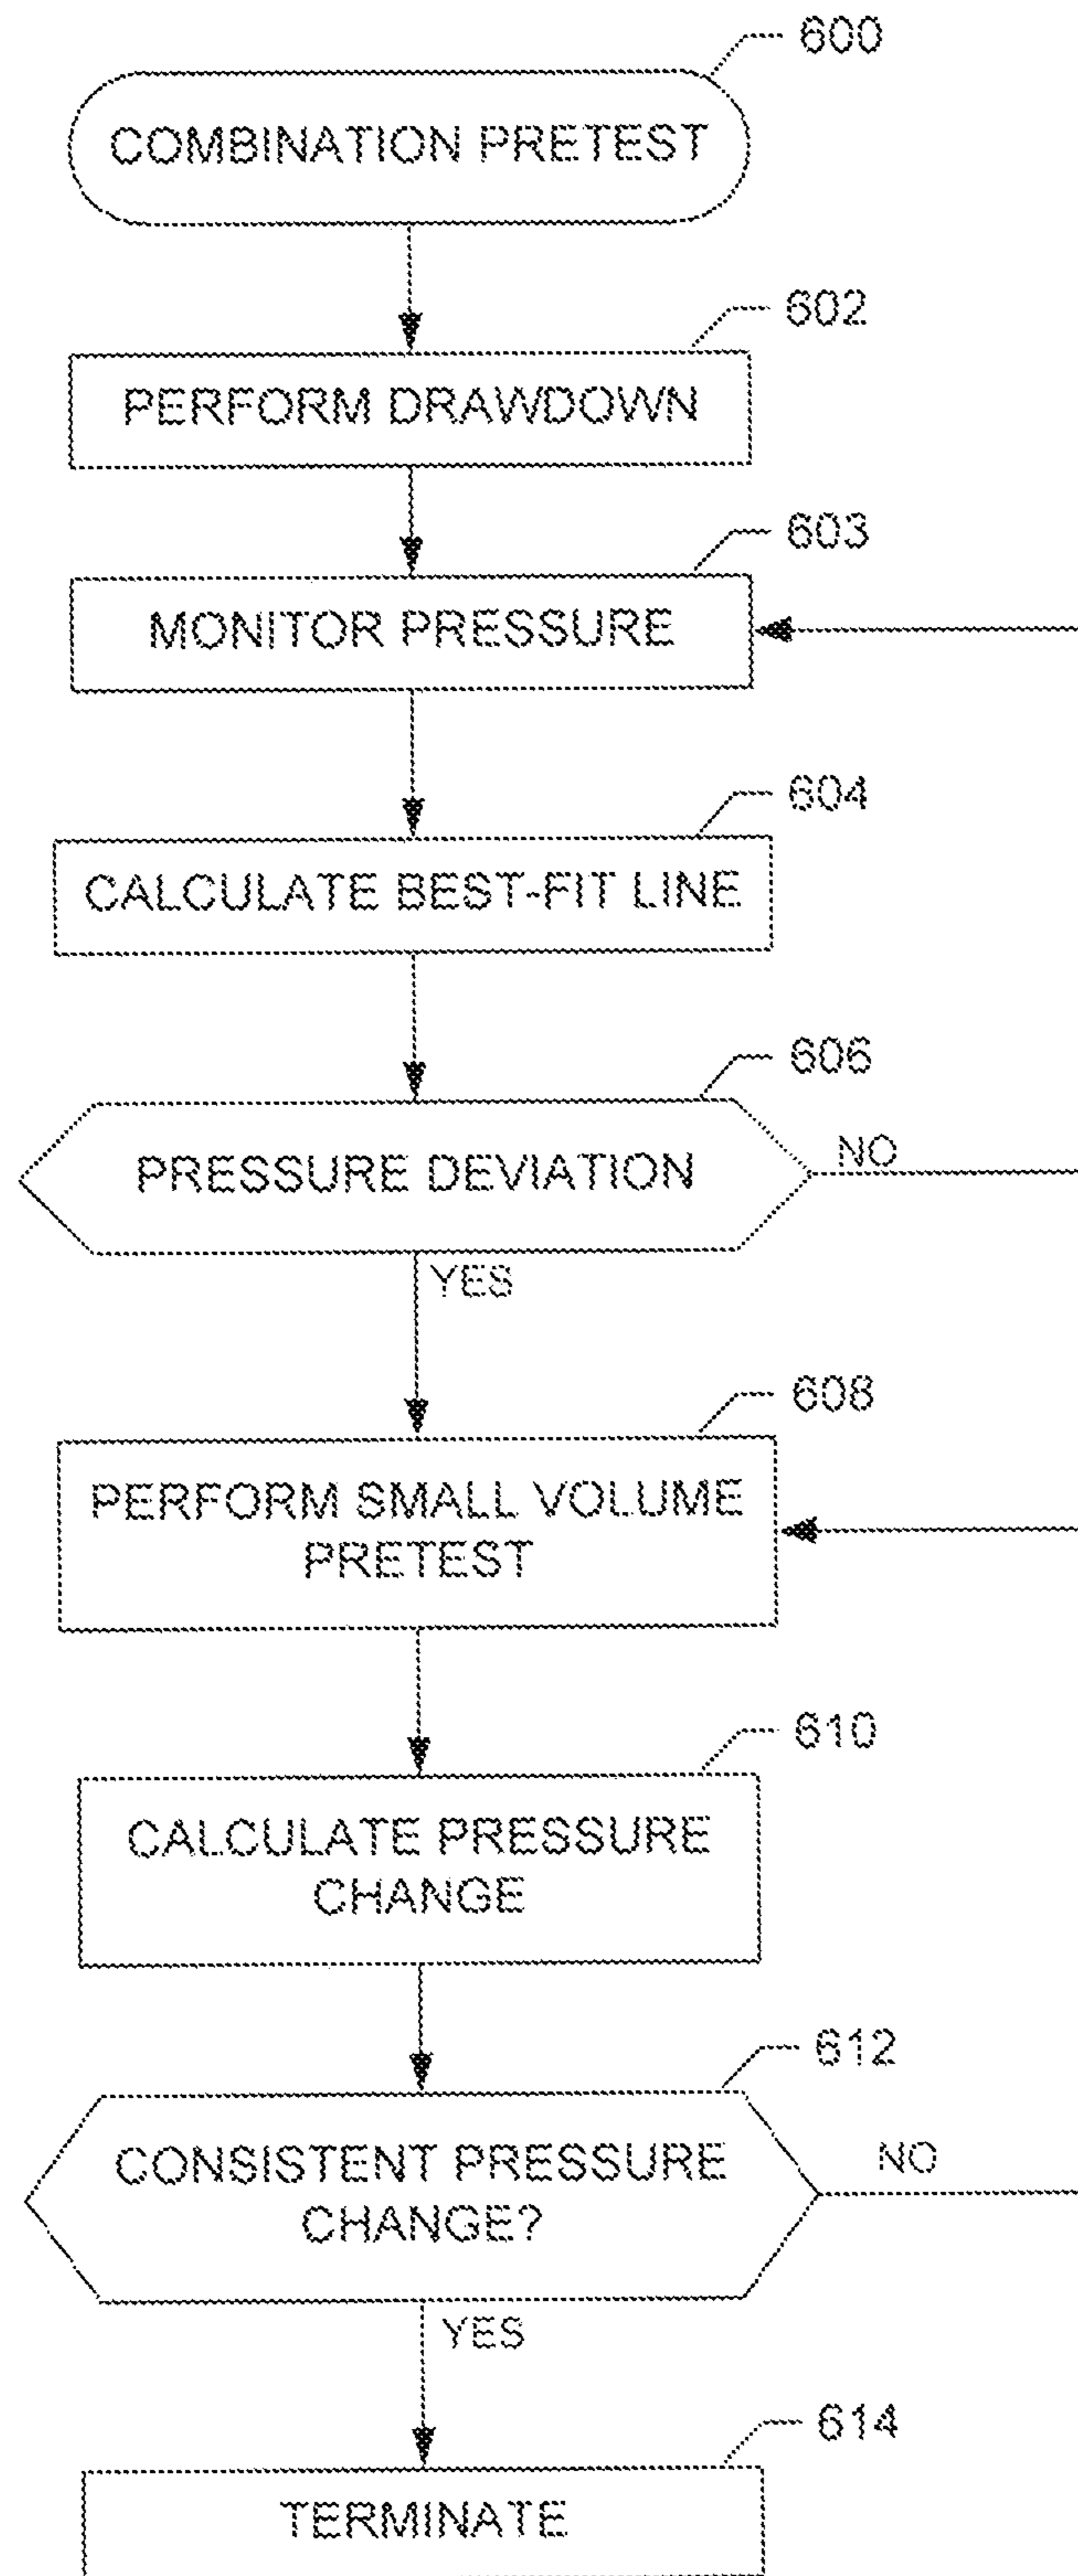 600
COMBINATION PRETEST
602
PERFORM DRAWDOWN
603
MONITOR PRESSURE
604
CALCULATE BEST-FIT LINE
606
PRESSURE DEVIATION
NO
YES
608
PERFORM SMALL VOLUME
PRETEST
610
CALCULATE PRESSURE
CHANGE
612
CONSISTENT PRESSURE
CHANGE?
NO
YES
614
TERMINATE